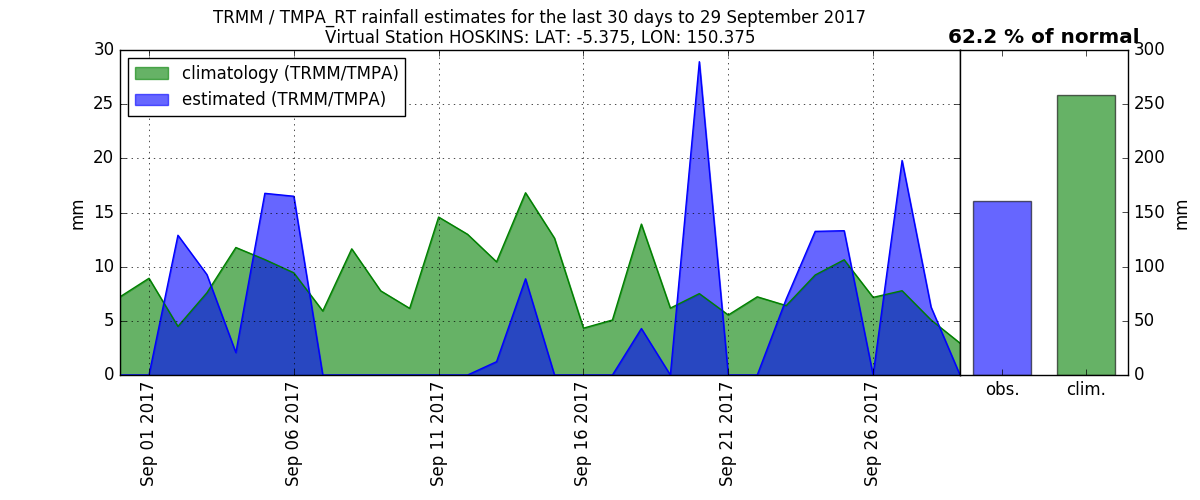 TRMM / TMPA_RT rainfall estimates for the last 30 days to 29 September 2017
Virtual Station HOSKINS: LAT: -5.375, LON: 150.375
62.2 % of normal
climatology (TRMM/TMPA)
estimated (TRMM/TMPA)
30
25
20
15
10
5
0
mm
Sep 01 2017
Sep 06 2017
Sep 11 2017
Sep 16 2017
Sep 21 2017
Sep 26 2017
300
250
200
150
100
50
0
mm
obs.
clim.